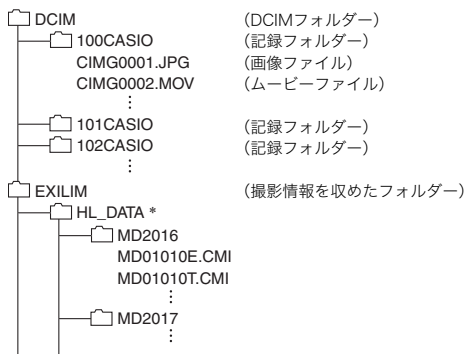 DCIM (DCIMフォルダー)
100CASIO (記録フォルダー)
CIMG0001.JPG (画像ファイル)
CIMG0002.MOV (ムービーファイル)
⋮
101CASIO (記録フォルダー)
102CASIO (記録フォルダー)
⋮
EXILIM (撮影情報を収めたフォルダー)
HL_DATA *
MD2016
MD01010E.CMI
MD01010T.CMI
⋮
MD2017
⋮